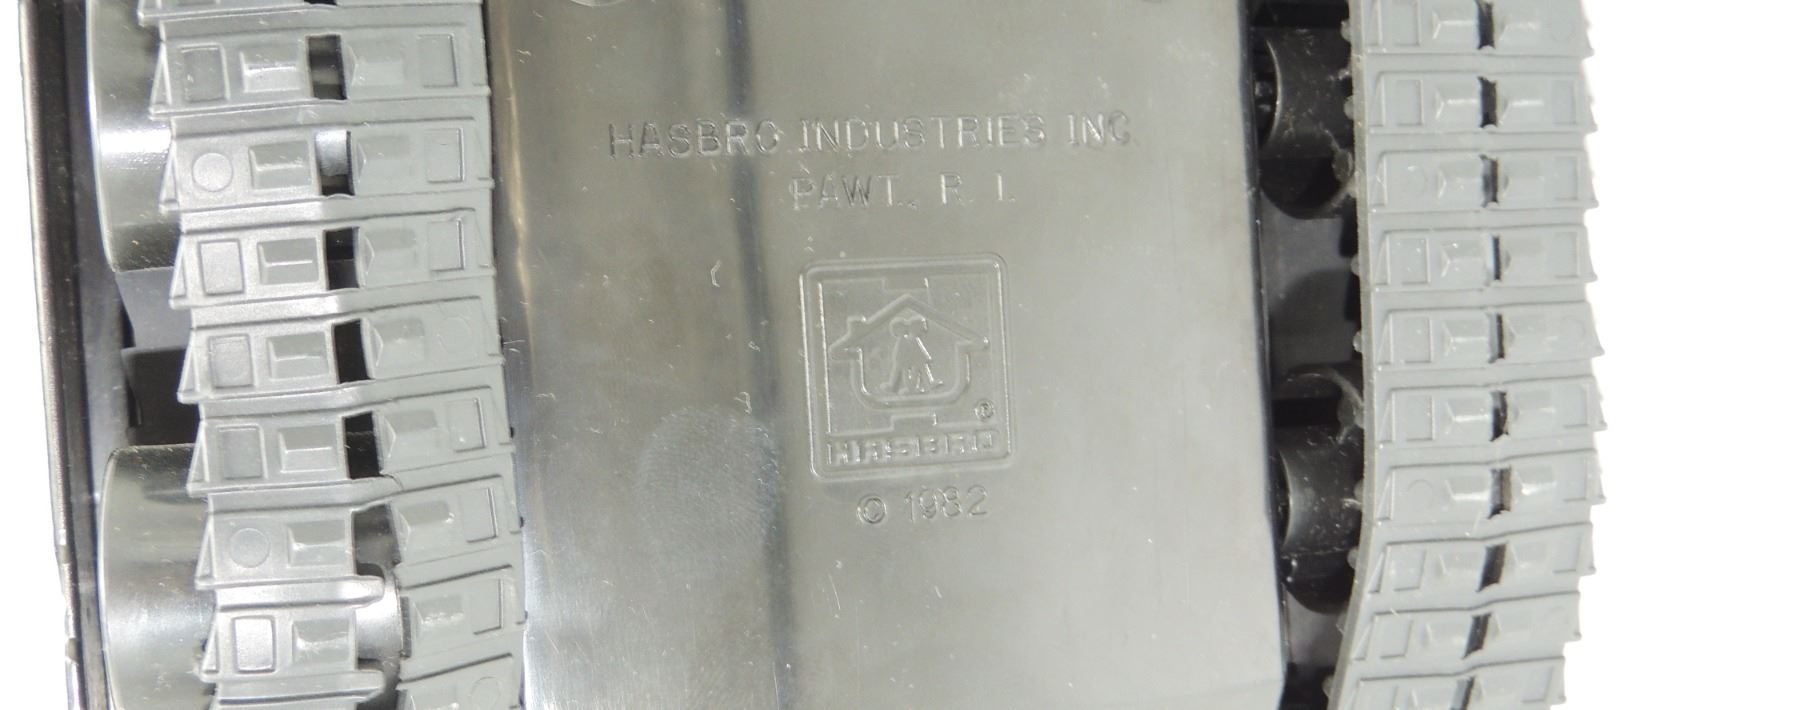 HASBRO INDUSTRIES INC.
PAWT., R. I.
®
HASBRO
© 1982